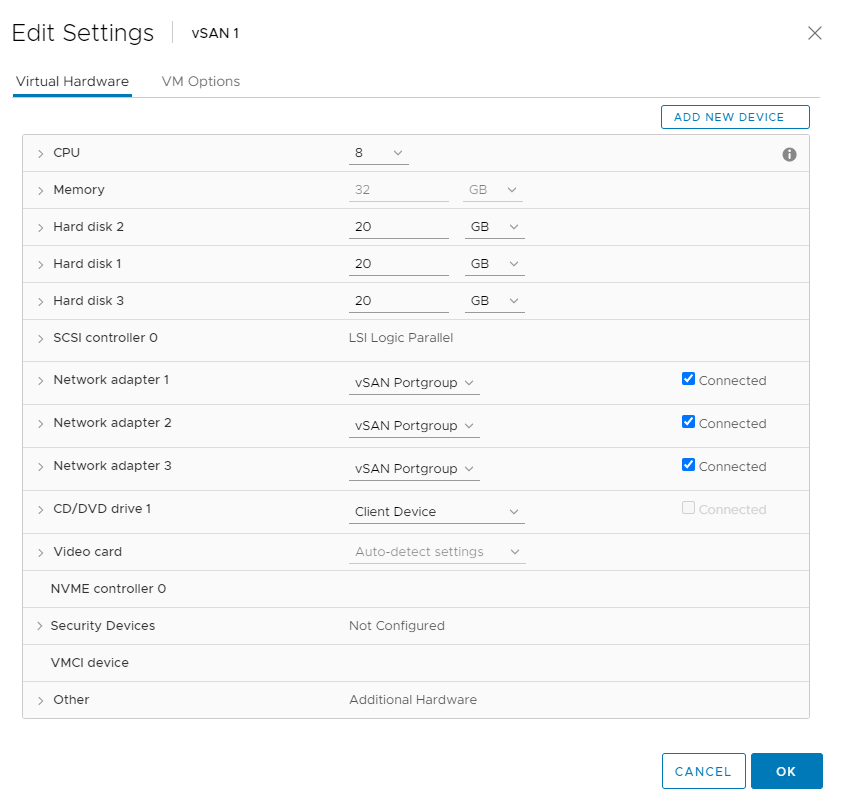 Edit Settings vSAN 1
Virtual Hardware VM Options
ADD NEW DEVICE
CPU 8
Memory 32 GB
Hard disk 2 20 GB
Hard disk 1 20 GB
Hard disk 3 20 GB
SCSI controller 0 LSI Logic Parallel
Network adapter 1 vSAN Portgroup Connected
Network adapter 2 vSAN Portgroup Connected
Network adapter 3 vSAN Portgroup Connected
CD/DVD drive 1 Client Device Connected
Video card Auto-detect settings
NVME controller 0
Security Devices Not Configured
VMCI device
Other Additional Hardware
CANCEL OK